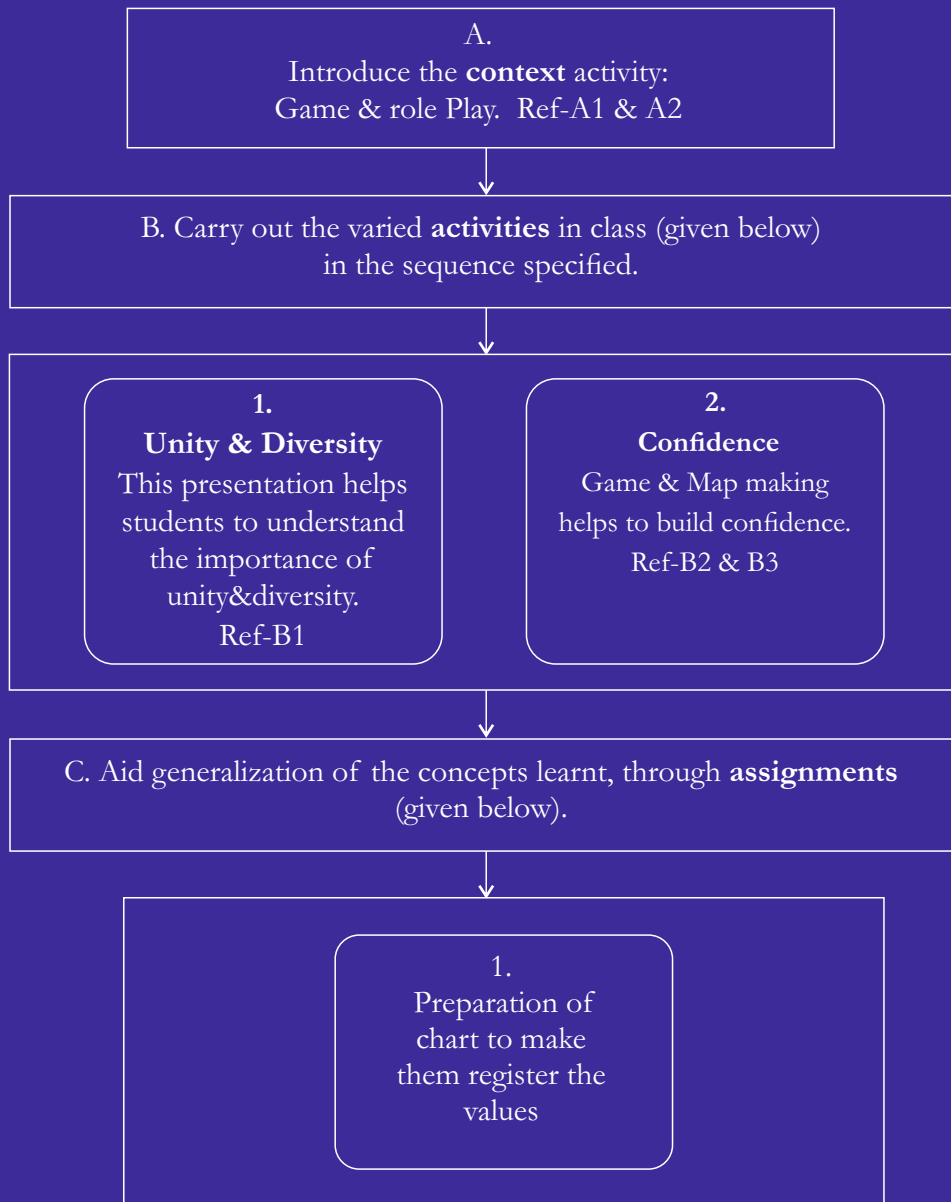 A.
Introduce the context activity:
Game & role Play. Ref-A1 & A2
B. Carry out the varied activities in class (given below)
in the sequence specified.
1.
Unity & Diversity
This presentation helps
students to understand
the importance of
unity&diversity.
Ref-B1
2.
Confidence
Game & Map making
helps to build confidence.
Ref-B2 & B3
C. Aid generalization of the concepts learnt, through assignments
(given below).
1.
Preparation of
chart to make
them register the
values